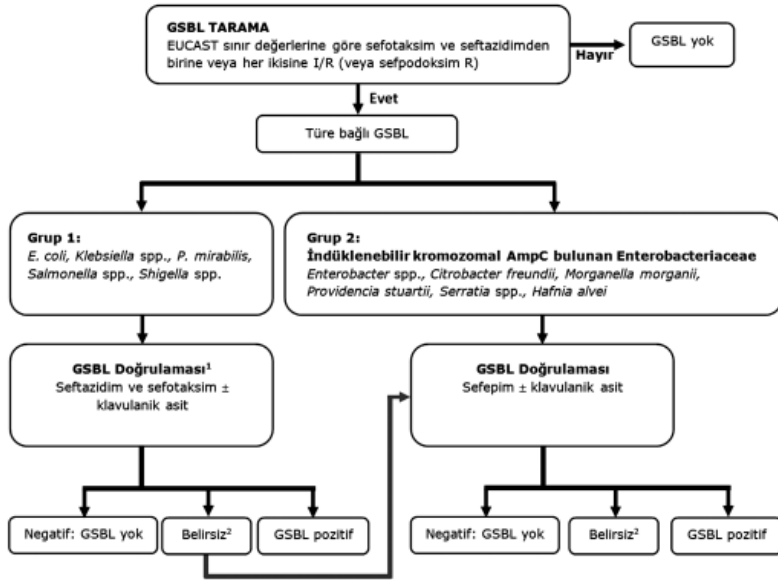 GSBL TARAMA
EUCAST sınır değerlerine göre sefotaksim ve seftazidimden
birine veya her ikisine I/R (veya sefpodoksim R)
Hayır
GSBL yok
Evet
Türe bağlı GSBL
Grup 1:
E. coli, Klebsiella spp., P. mirabilis,
Salmonella spp., Shigella spp.
Grup 2:
İndüklenebilir kromozomal AmpC bulunan Enterobacteriaceae
Enterobacter spp., Citrobacter freundii, Morganella morganii,
Providencia stuartii, Serratia spp., Hafnia alvei
GSBL Doğrulaması¹
Seftazidim ve sefotaksim ±
klavulanik asit
GSBL Doğrulaması
Sefepim ± klavulanik asit
Negatif: GSBL yok
Belirsiz²
GSBL pozitif
Negatif: GSBL yok
Belirsiz²
GSBL pozitif